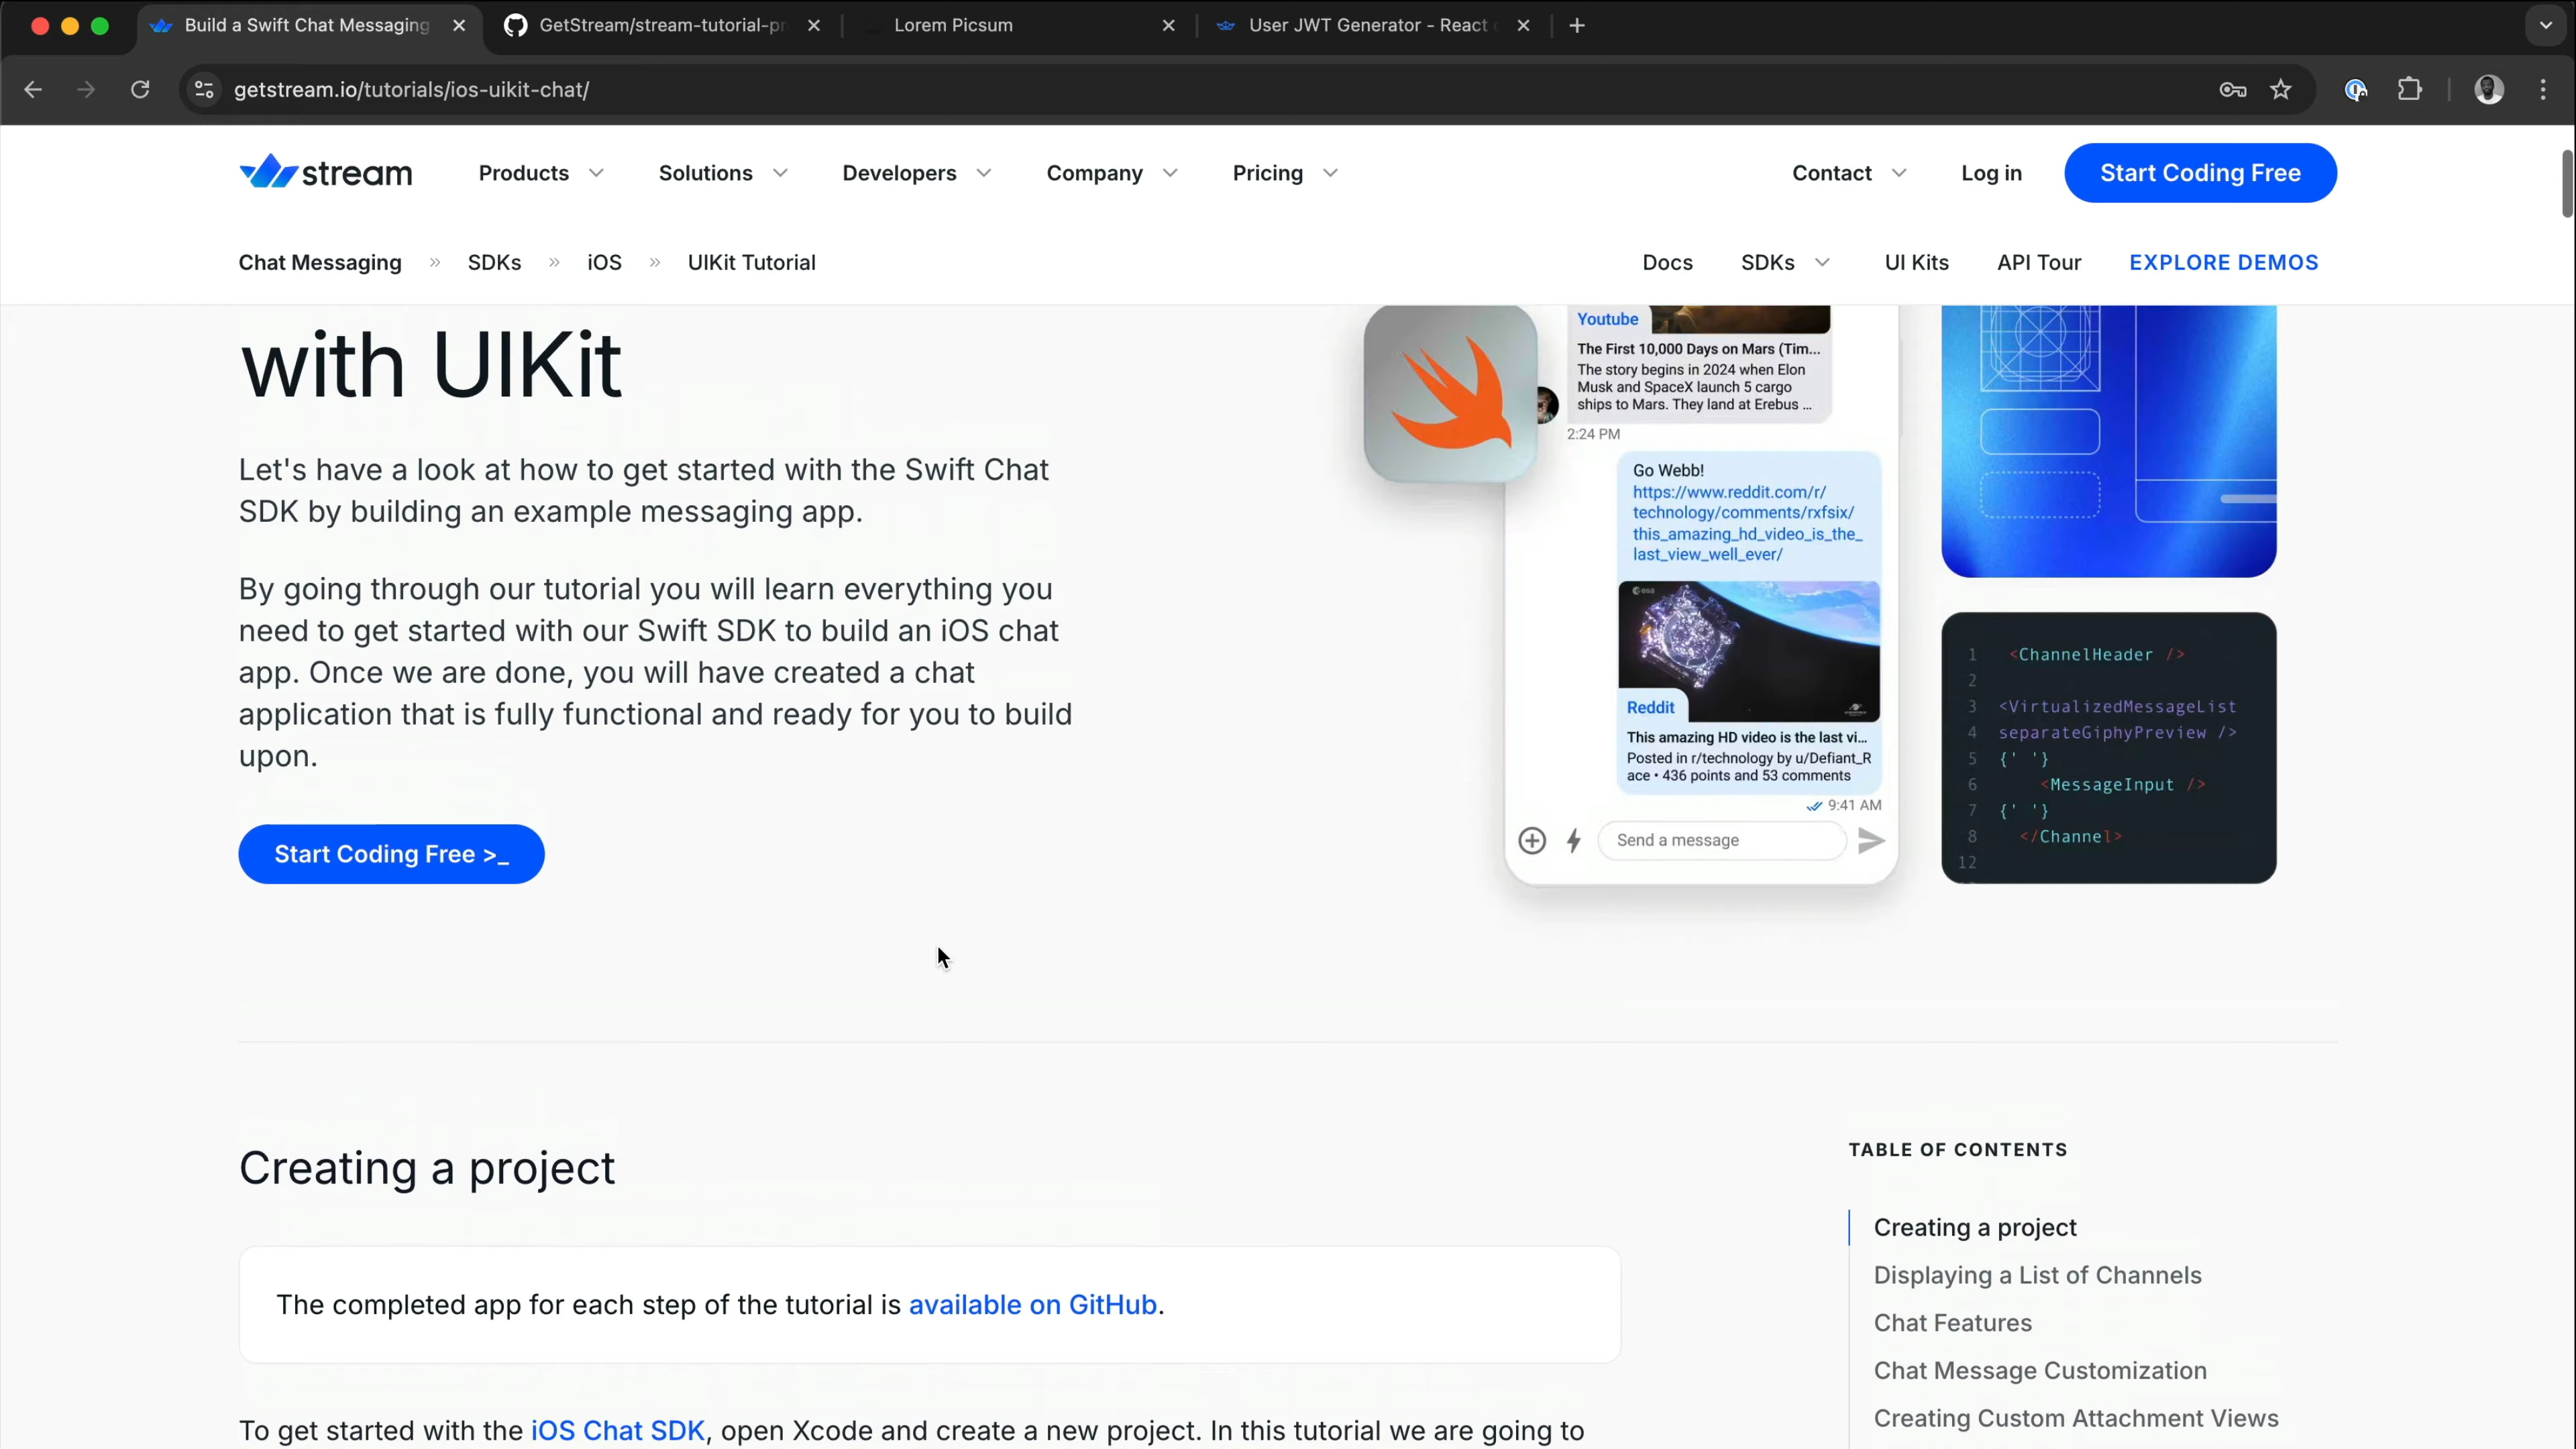 Build a Swift Chat Messaging
GetStream/stream-tutorial-pr
Lorem Picsum
User JWT Generator - React
getstream.io/tutorials/ios-uikit-chat/
stream
Products
Solutions
Developers
Company
Pricing
Contact
Log in
Start Coding Free
Chat Messaging » SDKs » iOS » UIKit Tutorial
Docs
SDKs
UI Kits
API Tour
EXPLORE DEMOS
with UIKit
Let's have a look at how to get started with the Swift Chat
SDK by building an example messaging app.
By going through our tutorial you will learn everything you
need to get started with our Swift SDK to build an iOS chat
app. Once we are done, you will have created a chat
application that is fully functional and ready for you to build
upon.
Start Coding Free >_
Youtube
The First 10,000 Days on Mars (Tim...
The story begins in 2024 when Elon
Musk and SpaceX launch 5 cargo
ships to Mars. They land at Erebus ...
2:24 PM
Go Webb!
https://www.reddit.com/r/
technology/comments/rxfsix/
this_amazing_hd_video_is_the_
last_view_well_ever/
esa
Reddit
This amazing HD video is the last vi...
Posted in r/technology by u/Defiant_R
ace • 436 points and 53 comments
9:41 AM
Send a message
1 <ChannelHeader />
2
3 <VirtualizedMessageList
4 separateGiphyPreview />
5 {' '}
6 <MessageInput />
7 {' '}
8 </Channel>
12
Creating a project
The completed app for each step of the tutorial is available on GitHub.
To get started with the iOS Chat SDK, open Xcode and create a new project. In this tutorial we are going to
TABLE OF CONTENTS
Creating a project
Displaying a List of Channels
Chat Features
Chat Message Customization
Creating Custom Attachment Views